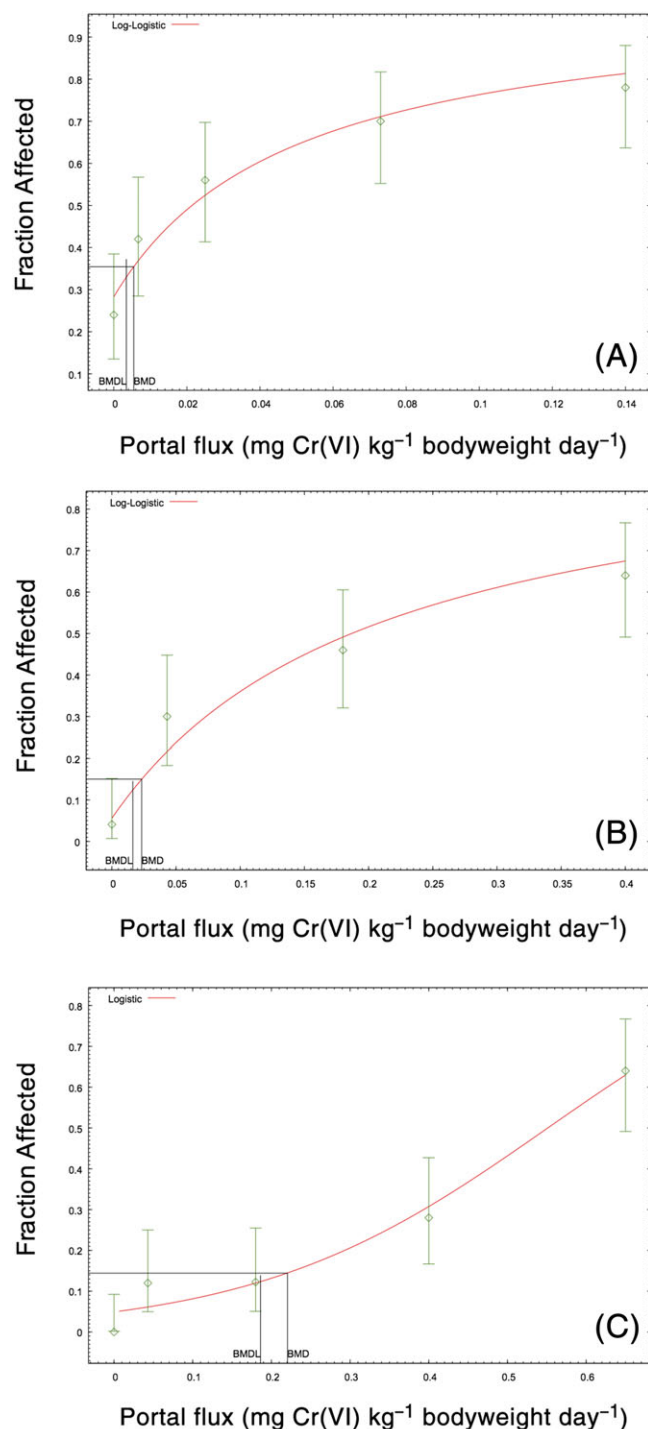 Log-Logistic
0.9
0.8
0.7
0.6
0.5
0.4
0.3
0.2
0.1
Fraction Affected
BMDL BMD
(A)
0 0.02 0.04 0.06 0.08 0.1 0.12 0.14
Portal flux (mg Cr(VI) kg⁻¹ bodyweight day⁻¹)
Log-Logistic
0.8
0.7
0.6
0.5
0.4
0.3
0.2
0.1
0
Fraction Affected
BMDL BMD
(B)
0 0.05 0.1 0.15 0.2 0.25 0.3 0.35 0.4
Portal flux (mg Cr(VI) kg⁻¹ bodyweight day⁻¹)
Logistic
0.8
0.7
0.6
0.5
0.4
0.3
0.2
0.1
0
Fraction Affected
BMDL BMD
(C)
0 0.1 0.2 0.3 0.4 0.5 0.6
Portal flux (mg Cr(VI) kg⁻¹ bodyweight day⁻¹)